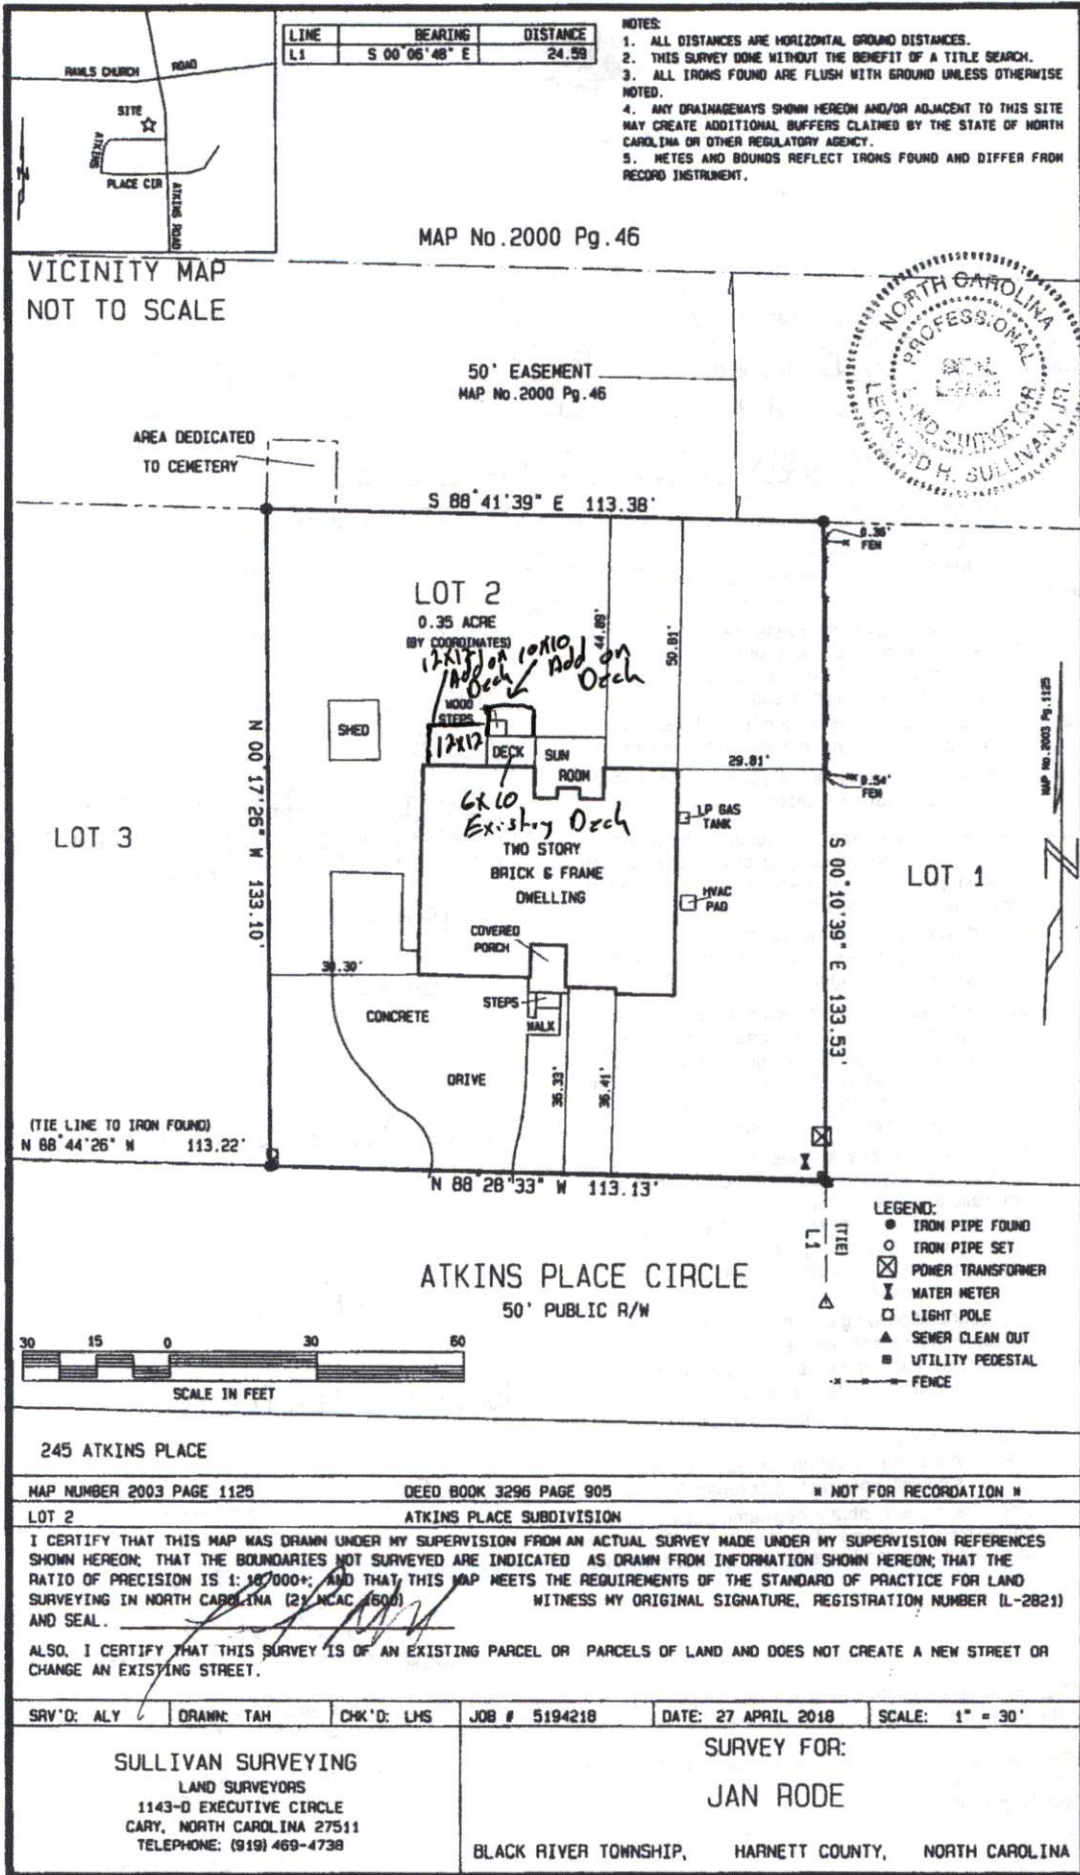 LINE BEARING DISTANCE
L1 S 00°06'48" E 24.59
NOTES:
1. ALL DISTANCES ARE HORIZONTAL GROUND DISTANCES.
2. THIS SURVEY DONE WITHOUT THE BENEFIT OF A TITLE SEARCH.
3. ALL IRONS FOUND ARE FLUSH WITH GROUND UNLESS OTHERWISE
NOTED.
4. ANY DRAINAGEWAYS SHOWN HEREON AND/OR ADJACENT TO THIS SITE
MAY CREATE ADDITIONAL BUFFERS CLAIMED BY THE STATE OF NORTH
CAROLINA OR OTHER REGULATORY AGENCY.
5. METES AND BOUNDS REFLECT IRONS FOUND AND DIFFER FROM
RECORD INSTRUMENT.
RAWLS CHURCH ROAD
SITE
ATKINS
PLACE CIR
ATKINS ROAD
N
VICINITY MAP
NOT TO SCALE
MAP No.2000 Pg.46
NORTH CAROLINA
PROFESSIONAL
SEAL
LAND SURVEYOR
LEONARD H. SULLIVAN, JR.
50' EASEMENT
MAP No.2000 Pg.46
AREA DEDICATED
TO CEMETERY
S 88°41'39" E 113.38'
0.36'
FEN
LOT 2
0.35 ACRE
(BY COORDINATES)
44.89'
50.81'
12X12 Add on Deck
10X10 Add on Deck
WOOD
STEPS
SHED
12X12
DECK
SUN
ROOM
29.81'
0.54'
FEN
MAP No.2003 Pg.1125
N 00°17'26" W 133.10'
6X10
Existing Deck
LP GAS
TANK
LOT 3
TWO STORY
BRICK & FRAME
DWELLING
HVAC
PAD
S 00°10'39" E 133.53'
LOT 1
N
COVERED
PORCH
30.30'
STEPS
WALK
CONCRETE
DRIVE
36.33'
36.41'
(TIE LINE TO IRON FOUND)
N 88°44'26" W 113.22'
N 88°28'33" W 113.13'
L1 (TIE)
ATKINS PLACE CIRCLE
50' PUBLIC R/W
LEGEND:
IRON PIPE FOUND
IRON PIPE SET
POWER TRANSFORMER
WATER METER
LIGHT POLE
SEWER CLEAN OUT
UTILITY PEDESTAL
FENCE
30 15 0 30 60
SCALE IN FEET
245 ATKINS PLACE
MAP NUMBER 2003 PAGE 1125 DEED BOOK 3296 PAGE 905 * NOT FOR RECORDATION *
LOT 2 ATKINS PLACE SUBDIVISION
I CERTIFY THAT THIS MAP WAS DRAWN UNDER MY SUPERVISION FROM AN ACTUAL SURVEY MADE UNDER MY SUPERVISION REFERENCES
SHOWN HEREON; THAT THE BOUNDARIES NOT SURVEYED ARE INDICATED AS DRAWN FROM INFORMATION SHOWN HEREON; THAT THE
RATIO OF PRECISION IS 1: 10,000+; AND THAT THIS MAP MEETS THE REQUIREMENTS OF THE STANDARD OF PRACTICE FOR LAND
SURVEYING IN NORTH CAROLINA (21 NCAC 1600) WITNESS MY ORIGINAL SIGNATURE, REGISTRATION NUMBER (L-2821)
AND SEAL.
ALSO, I CERTIFY THAT THIS SURVEY IS OF AN EXISTING PARCEL OR PARCELS OF LAND AND DOES NOT CREATE A NEW STREET OR
CHANGE AN EXISTING STREET.
SRV'D: ALY DRAWN: TAH CHK'D: LHS JOB # 5194218 DATE: 27 APRIL 2018 SCALE: 1" = 30'
SULLIVAN SURVEYING
LAND SURVEYORS
1143-D EXECUTIVE CIRCLE
CARY, NORTH CAROLINA 27511
TELEPHONE: (919) 469-4738
SURVEY FOR:
JAN RODE
BLACK RIVER TOWNSHIP, HARNETT COUNTY, NORTH CAROLINA